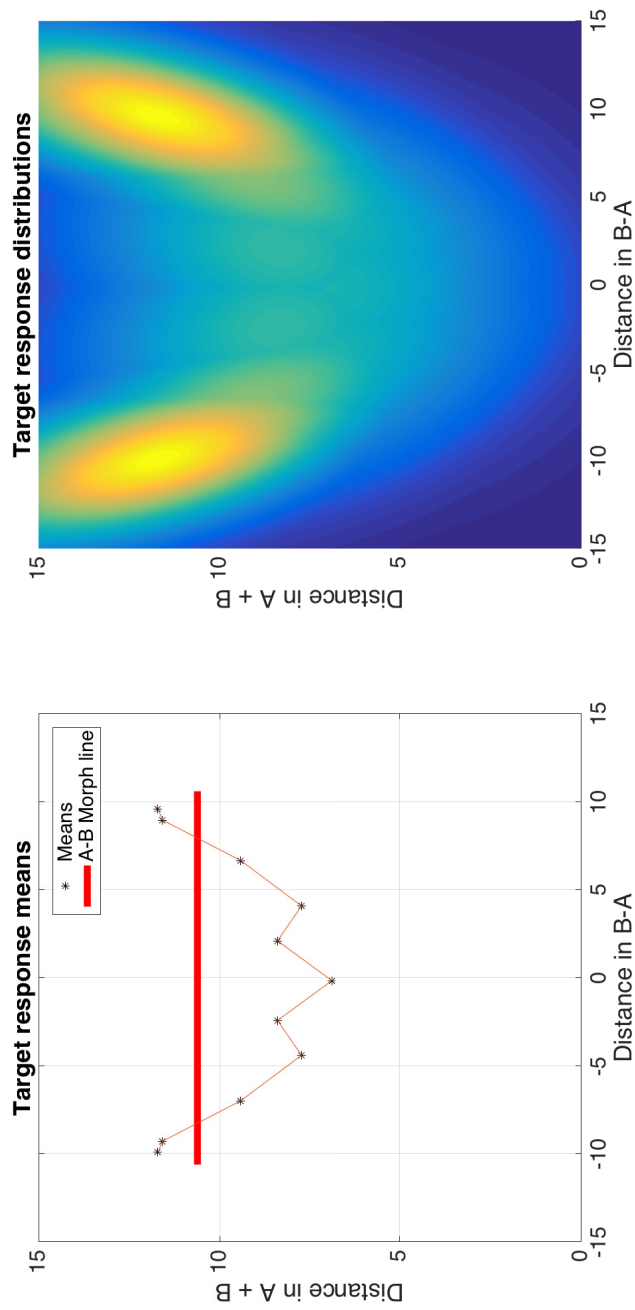 Target response means
Means
A-B Morph line
15
10
5
0
Distance in A + B
-15
-10
-5
0
5
10
15
Distance in B-A
Target response distributions
15
10
5
0
Distance in A + B
-15
-10
-5
0
5
10
15
Distance in B-A